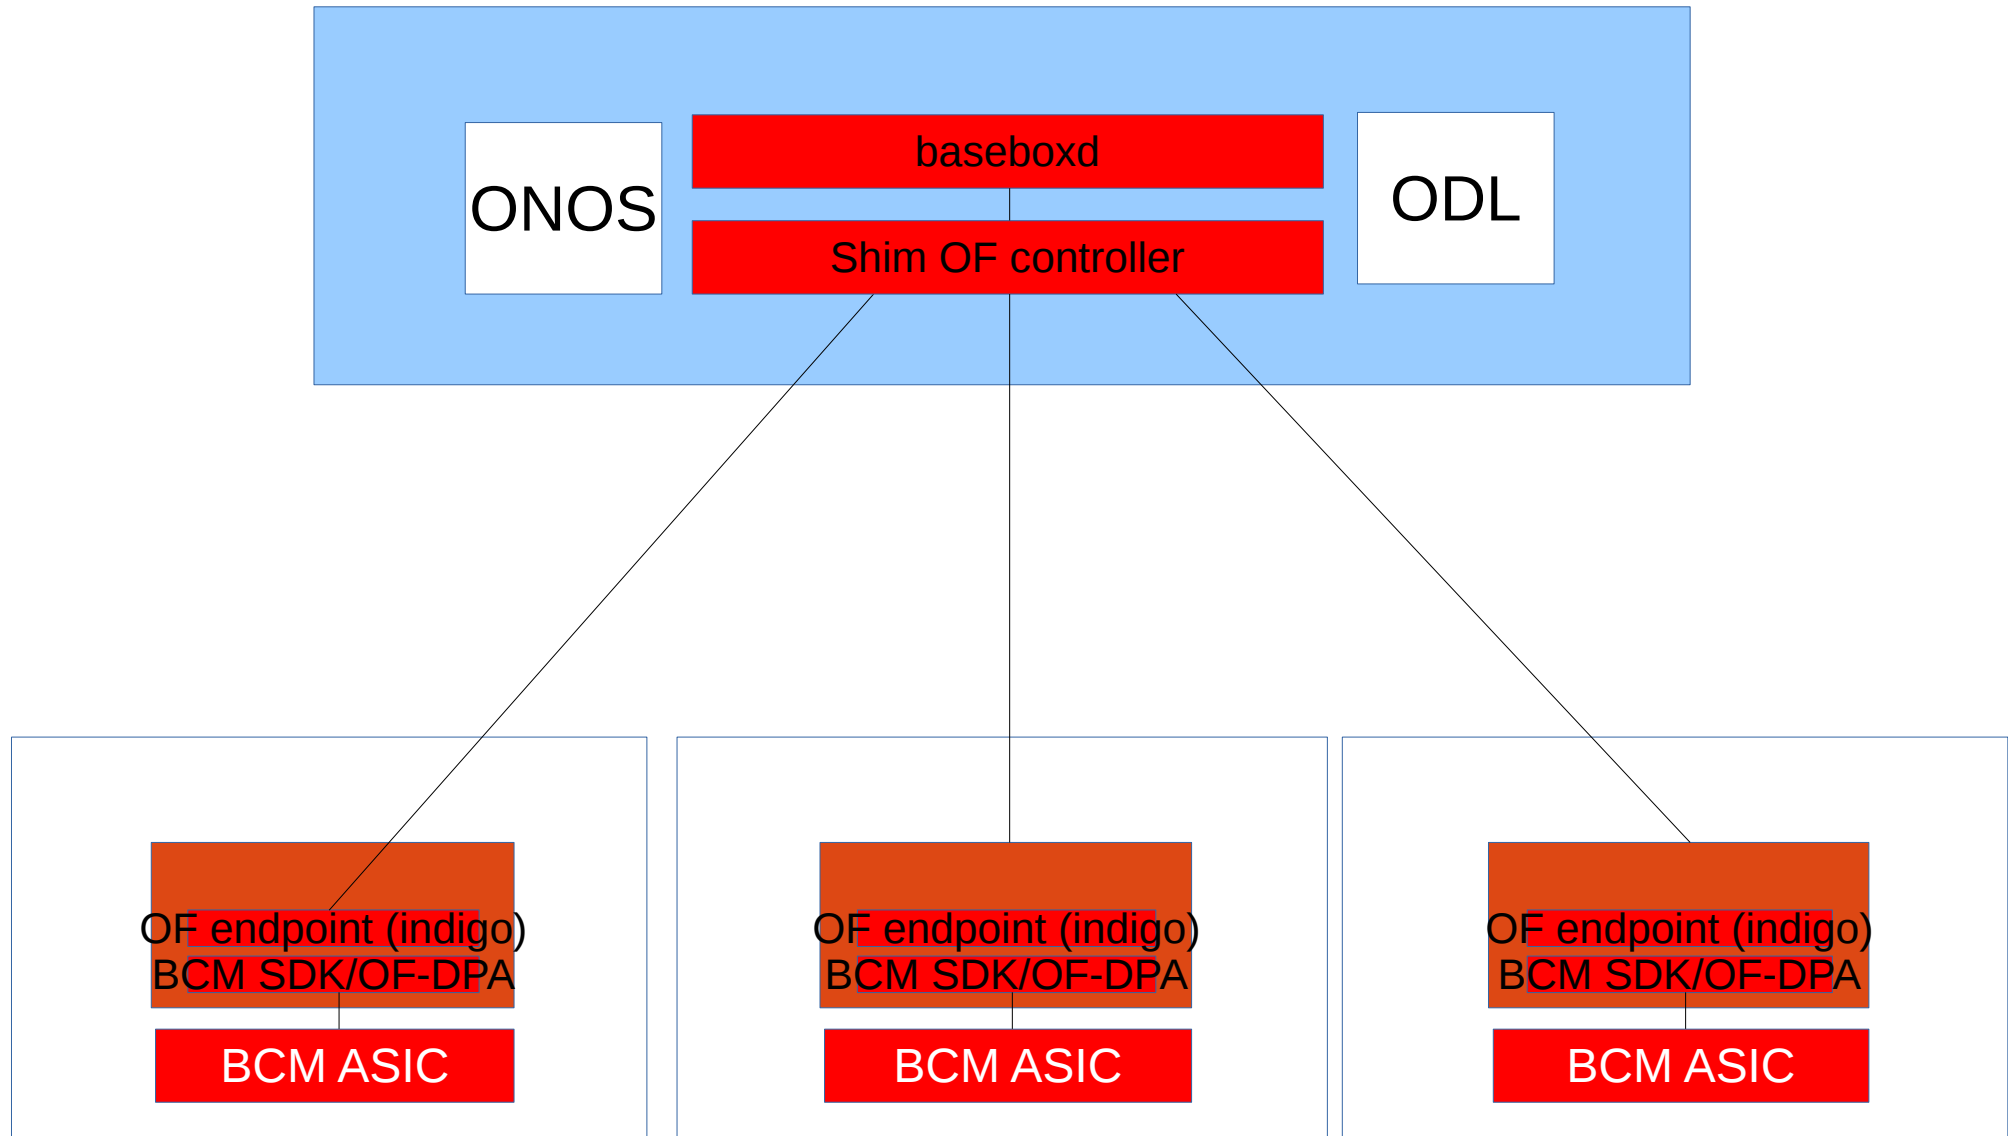 ONOS
baseboxd
Shim OF controller
ODL
OF endpoint (indigo)
BCM SDK/OF-DPA
BCM ASIC
OF endpoint (indigo)
BCM SDK/OF-DPA
BCM ASIC
OF endpoint (indigo)
BCM SDK/OF-DPA
BCM ASIC